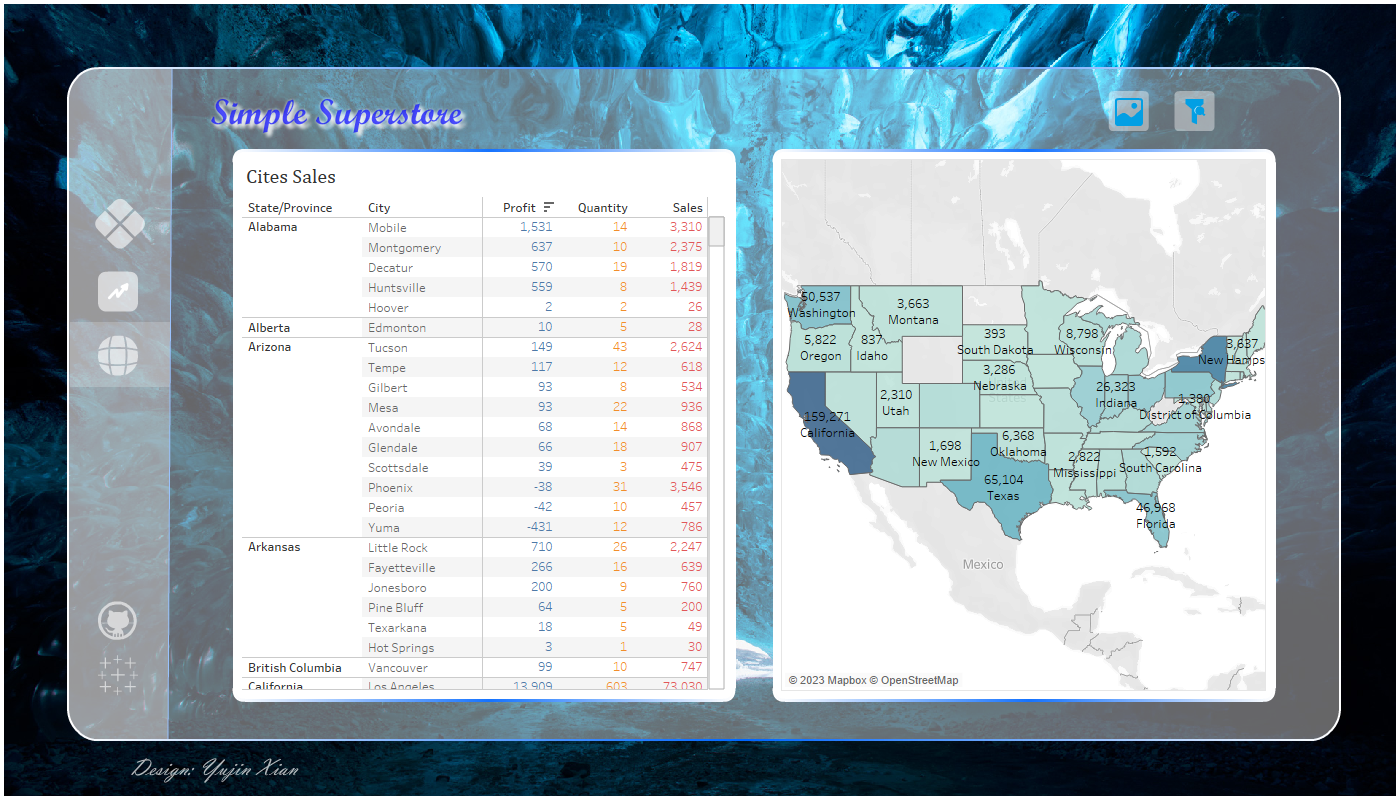 Simple Superstore
Cites Sales
State/Province City Profit Quantity Sales
Alabama Mobile 1,531 14 3,310
Montgomery 637 10 2,375
Decatur 570 19 1,819
Huntsville 559 8 1,439
Hoover 2 2 26
Alberta Edmonton 10 5 28
Arizona Tucson 149 43 2,624
Tempe 117 12 618
Gilbert 93 8 534
Mesa 93 22 936
Avondale 68 14 868
Glendale 66 18 907
Scottsdale 39 3 475
Phoenix -38 31 3,546
Peoria -42 10 457
Yuma -431 12 786
Arkansas Little Rock 710 26 2,247
Fayetteville 266 16 639
Jonesboro 200 9 760
Pine Bluff 64 5 200
Texarkana 18 5 49
Hot Springs 3 1 30
British Columbia Vancouver 99 10 747
California Los Angeles 13,909 603 73,030
50,537
Washington
3,663
Montana
5,822
Oregon
837
Idaho
393
South Dakota
8,798
Wisconsin
3,637
New Hamps
3,286
Nebraska
States
2,310
Utah
26,323
Indiana
1,380
District of Columbia
159,271
California
1,698
New Mexico
6,368
Oklahoma
2,822
Mississippi
1,592
South Carolina
65,104
Texas
46,968
Florida
Mexico
© 2023 Mapbox © OpenStreetMap
Design: Yujin Xian